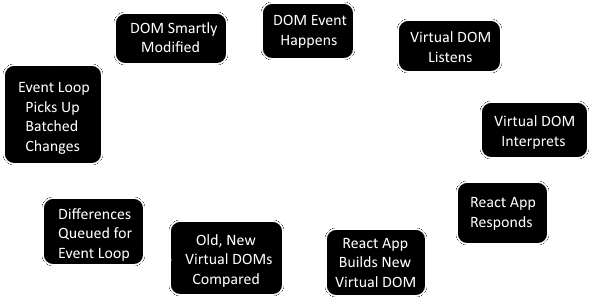 DOM Event
Happens
Virtual DOM
Listens
Virtual DOM
Interprets
React App
Responds
React App
Builds New
Virtual DOM
Old, New
Virtual DOMs
Compared
Differences
Queued for
Event Loop
Event Loop
Picks Up
Batched
Changes
DOM Smartly
Modified